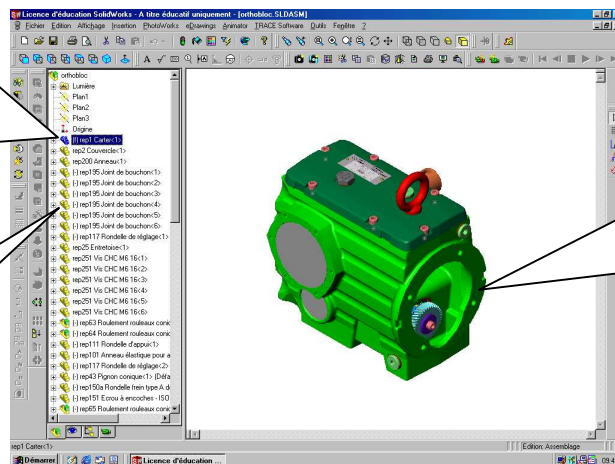 Licence d'éducation SolidWorks - A titre éducatif uniquement - [orthobloc.SLDASM]
Fichier Edition Affichage Insertion PhotoWorks eDrawings Animator TRACE Software Outils Fenêtre ?
orthobloc
Lumière
Plan1
Plan2
Plan3
Origine
(f) rep1 Carter<1>
rep2 Couvercle<1>
rep200 Anneau<1>
(-) rep195 Joint de bouchon<1>
(-) rep195 Joint de bouchon<2>
(-) rep195 Joint de bouchon<3>
(-) rep195 Joint de bouchon<4>
(-) rep195 Joint de bouchon<5>
(-) rep195 Joint de bouchon<6>
(-) rep117 Rondelle de réglage<1>
rep25 Entretoise<1>
rep251 Vis CHC M6 16<1>
rep251 Vis CHC M6 16<2>
rep251 Vis CHC M6 16<3>
rep251 Vis CHC M6 16<4>
rep251 Vis CHC M6 16<5>
rep251 Vis CHC M6 16<6>
(-) rep63 Roulement rouleaux conic
(-) rep64 Roulement rouleaux conic
(-) rep111 Rondelle d'appui<1>
(-) rep101 Anneau élastique pour a
(-) rep117 Rondelle de réglage<2>
(-) rep43 Pignon conique<1> (Défa
(-) rep150a Rondelle frein type A d
(-) rep151 Ecrou à encoches - ISO
(-) rep65 Roulement rouleaux conic
rep1 Carter<1>
Edition: Assemblage
Démarrer
Licence d'éducation ...
09:4